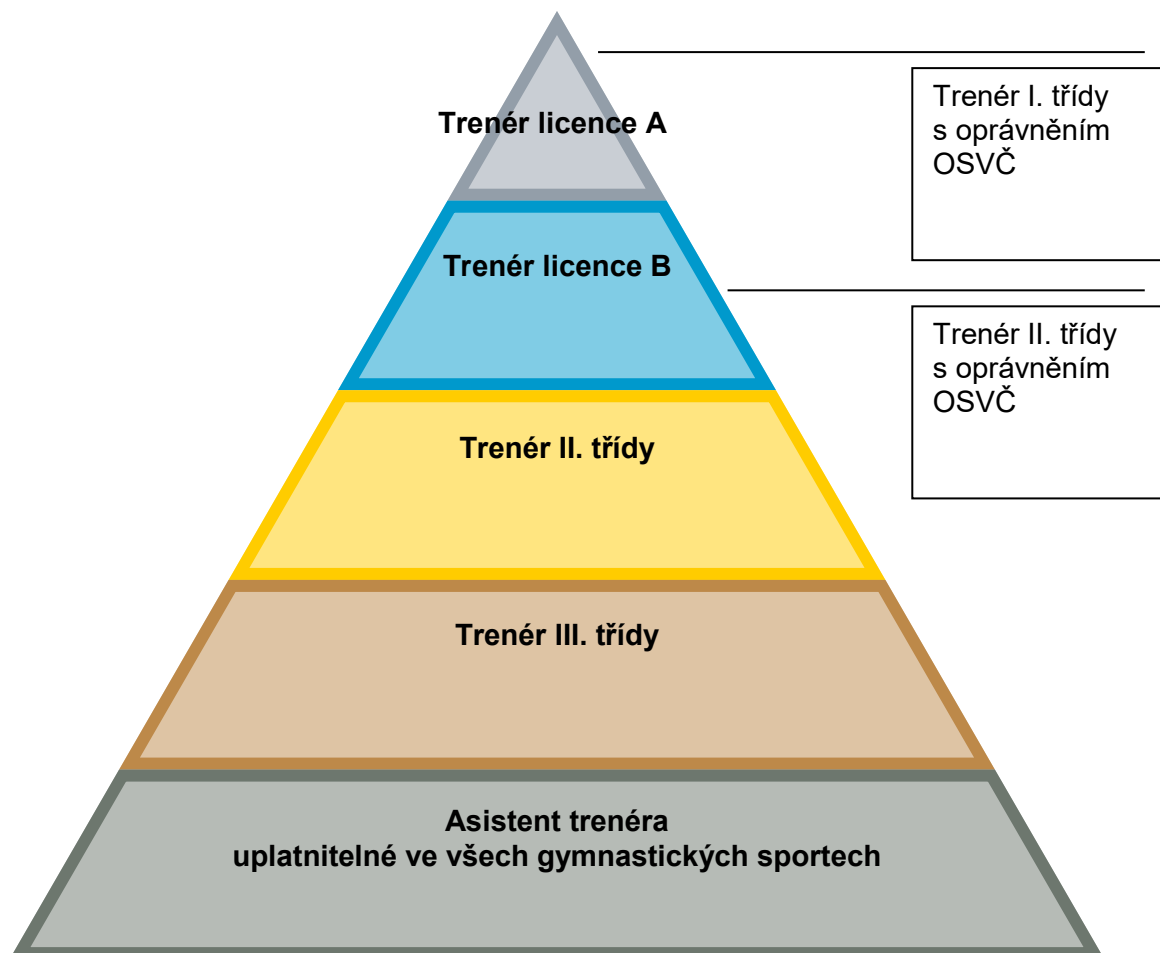 Trenér licence A
Trenér I. třídy
s oprávněním
OSVČ
Trenér licence B
Trenér II. třídy
s oprávněním
OSVČ
Trenér II. třídy
Trenér III. třídy
Asistent trenéra
uplatnitelné ve všech gymnastických sportech